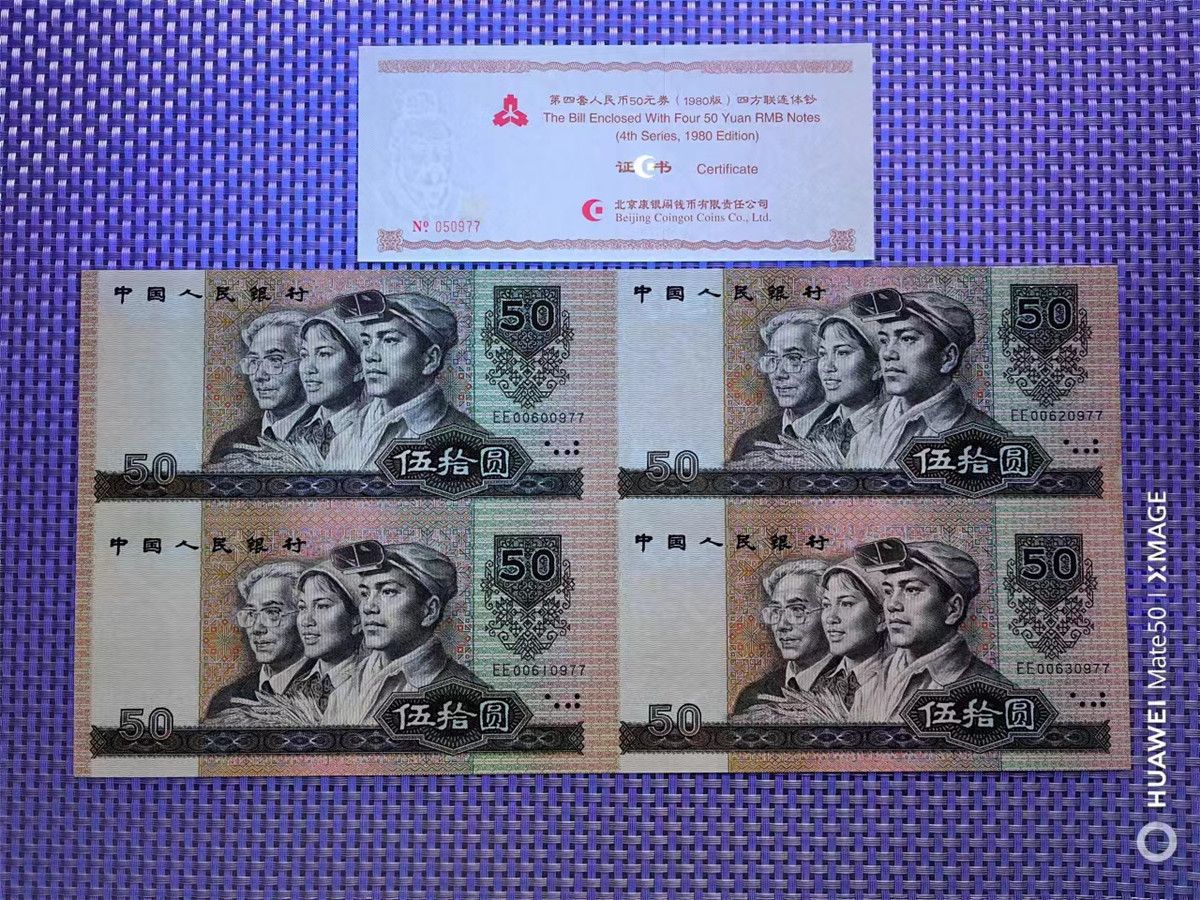 第四套人民币50元券（1980版）四方联连体钞
The Bill Enclosed With Four 50 Yuan RMB Notes
(4th Series, 1980 Edition)
证书 Certificate
北京康银阁钱币有限责任公司
Beijing Coingot Coins Co., Ltd.
Nº 050977
中国人民银行
50
EE00600977
50
伍拾圆
中国人民银行
50
EE00620977
50
伍拾圆
中国人民银行
50
EE00610977
50
伍拾圆
中国人民银行
50
EE00630977
50
伍拾圆
HUAWEI Mate50 | XMAGE